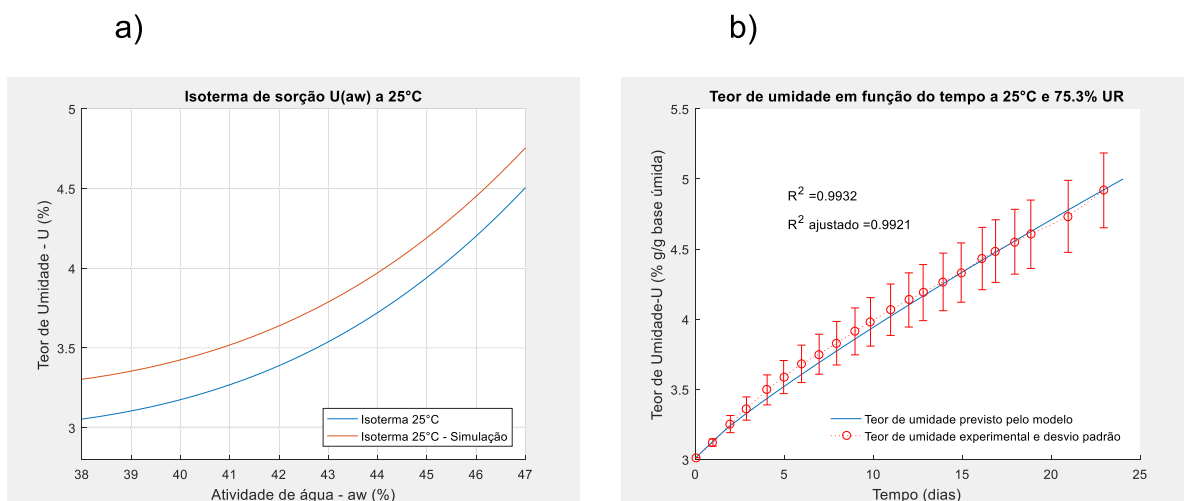 a)
Isoterma de sorção U(aw) a 25°C
5
4.5
4
3.5
3
Teor de Umidade - U (%)
Isoterma 25°C
Isoterma 25°C - Simulação
38 39 40 41 42 43 44 45 46 47
Atividade de água - aw (%)
b)
Teor de umidade em função do tempo a 25°C e 75.3% UR
5.5
5
4.5
4
3.5
3
Teor de Umidade-U (% g/g base úmida)
R² =0.9932
R² ajustado =0.9921
Teor de umidade previsto pelo modelo
Teor de umidade experimental e desvio padrão
0 5 10 15 20 25
Tempo (dias)